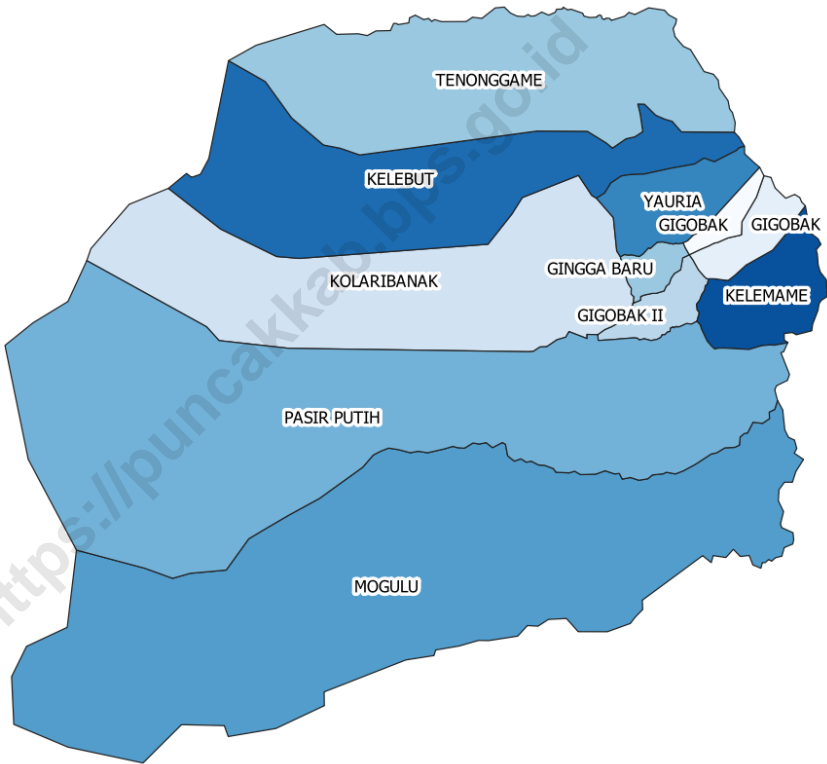 TENONGGAME
KELEBUT
YAURIA
GIGOBAK
GIGOBAK
GINGGA BARU
KOLARIBANAK
KELEMAME
GIGOBAK II
PASIR PUTIH
MOGULU
https://puncakkab.bps.go.id